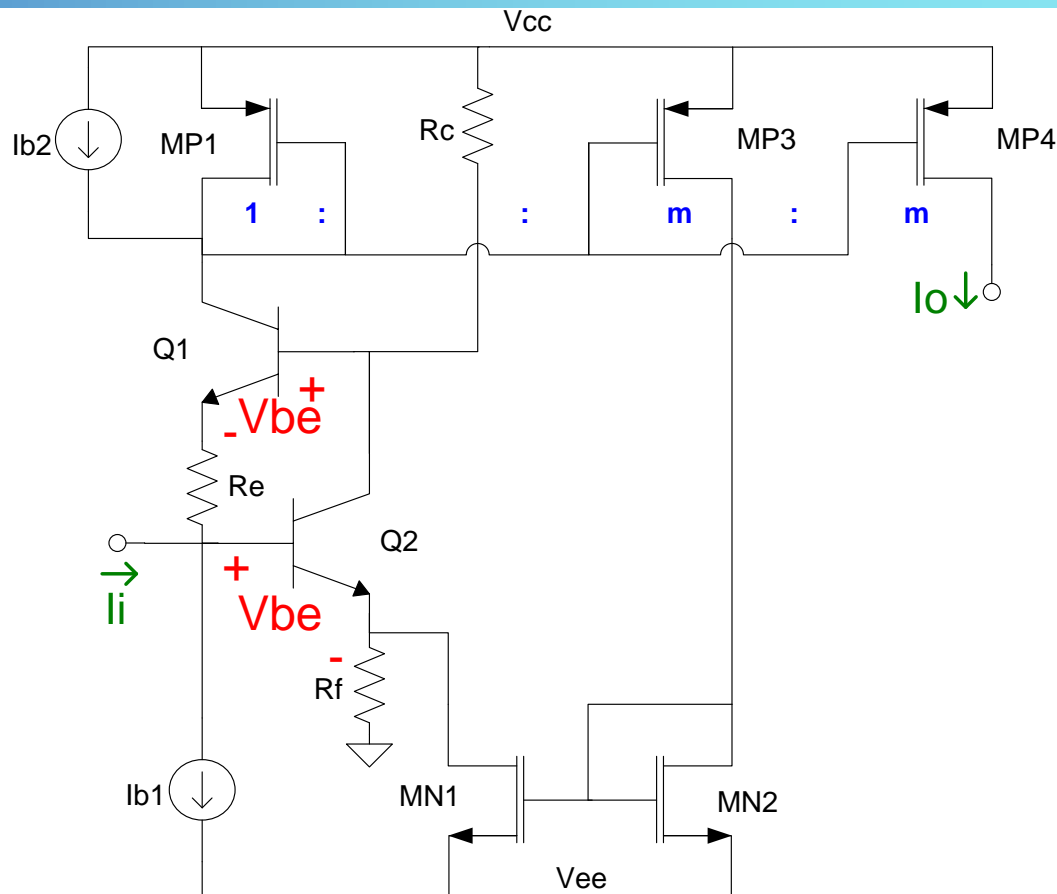 Vcc
Ib2
MP1
Rc
MP3
MP4
1 : : m : m
Io
Q1
+
Vbe
-
Re
Q2
+
Ii
Vbe
-
Rf
Ib1
MN1
MN2
Vee